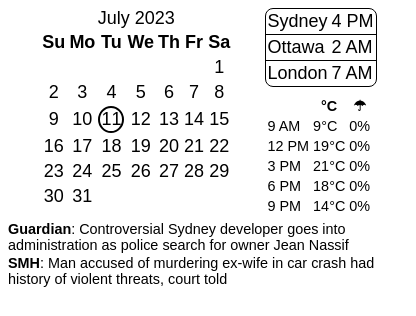 July 2023
Su Mo Tu We Th Fr Sa
1
2 3 4 5 6 7 8
9 10 11 12 13 14 15
16 17 18 19 20 21 22
23 24 25 26 27 28 29
30 31
Sydney 4 PM
Ottawa 2 AM
London 7 AM
°C ☂
9 AM 9°C 0%
12 PM 19°C 0%
3 PM 21°C 0%
6 PM 18°C 0%
9 PM 14°C 0%
Guardian: Controversial Sydney developer goes into
administration as police search for owner Jean Nassif
SMH: Man accused of murdering ex-wife in car crash had
history of violent threats, court told